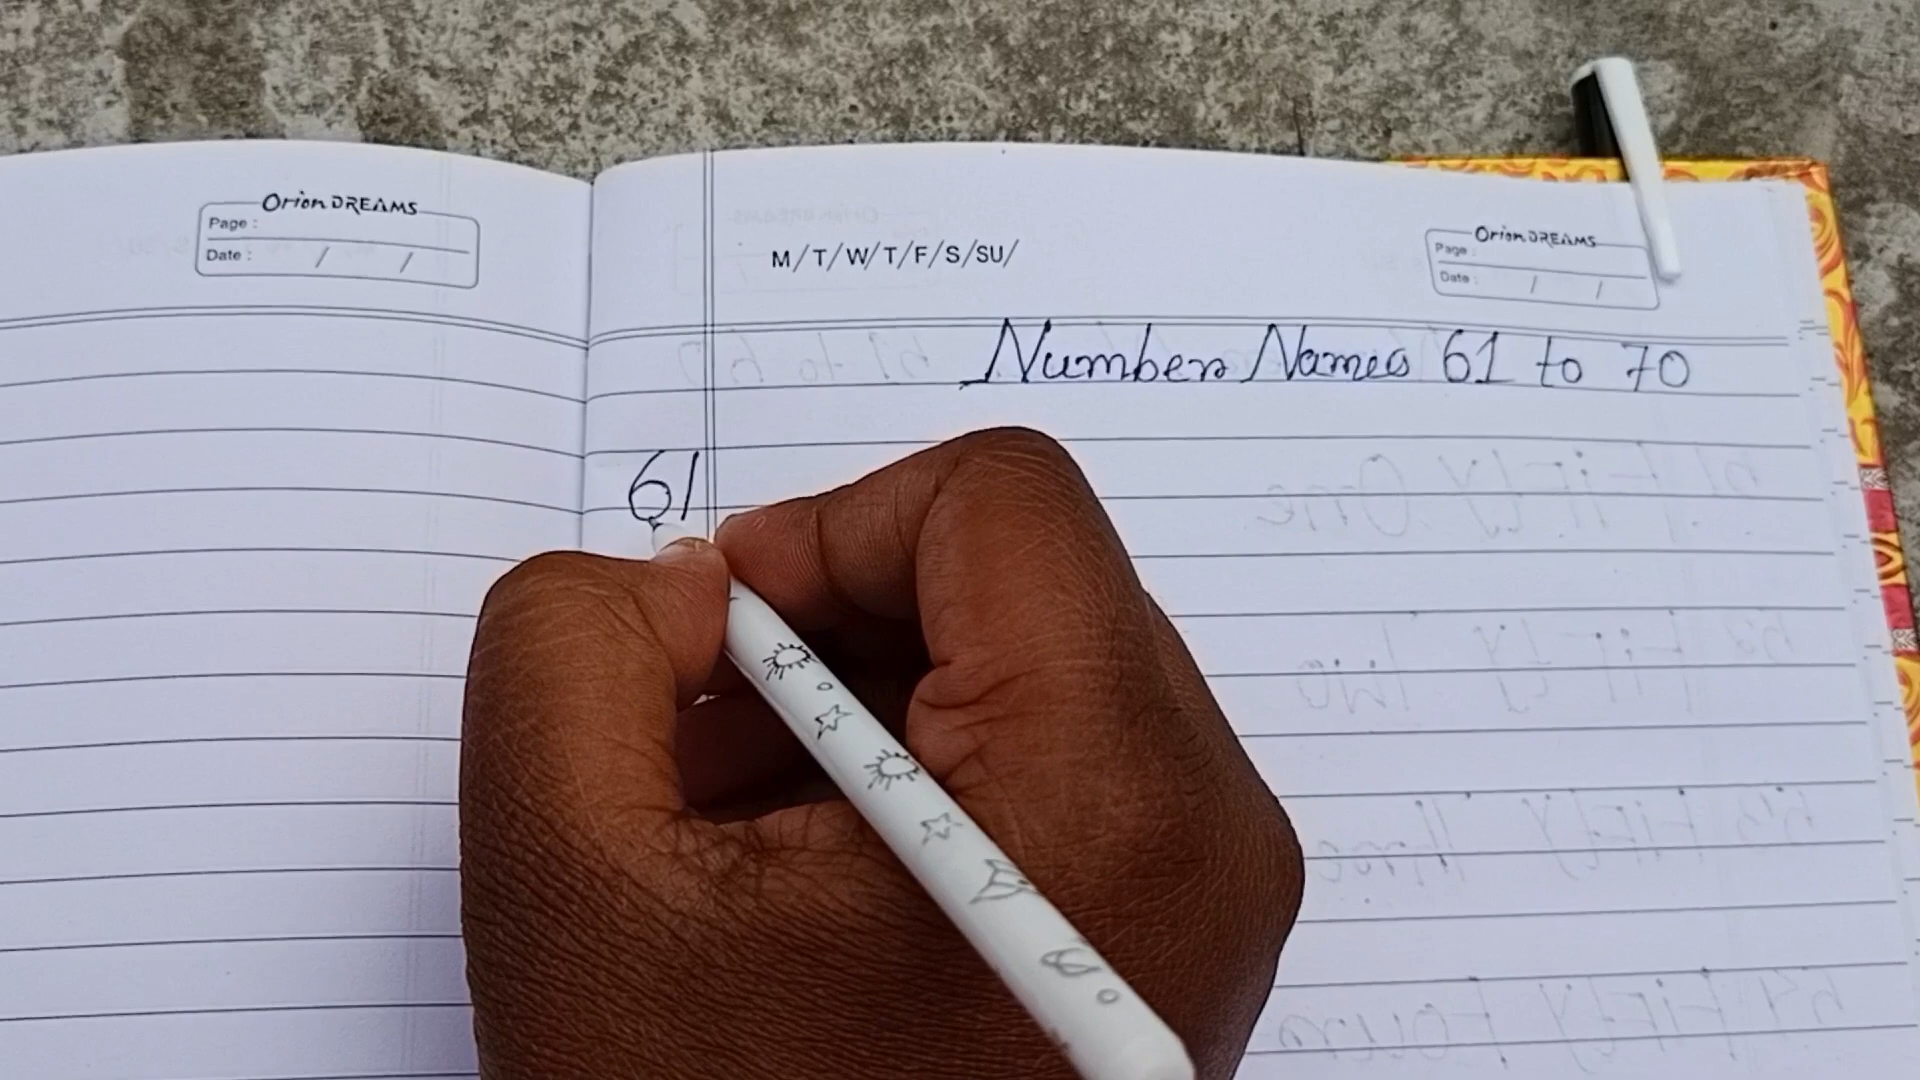 Orion DREAMS
Page :
Date : / /
M/T/W/T/F/S/SU/
Orion DREAMS
Page :
Date : / /
Number Names 61 to 70
61